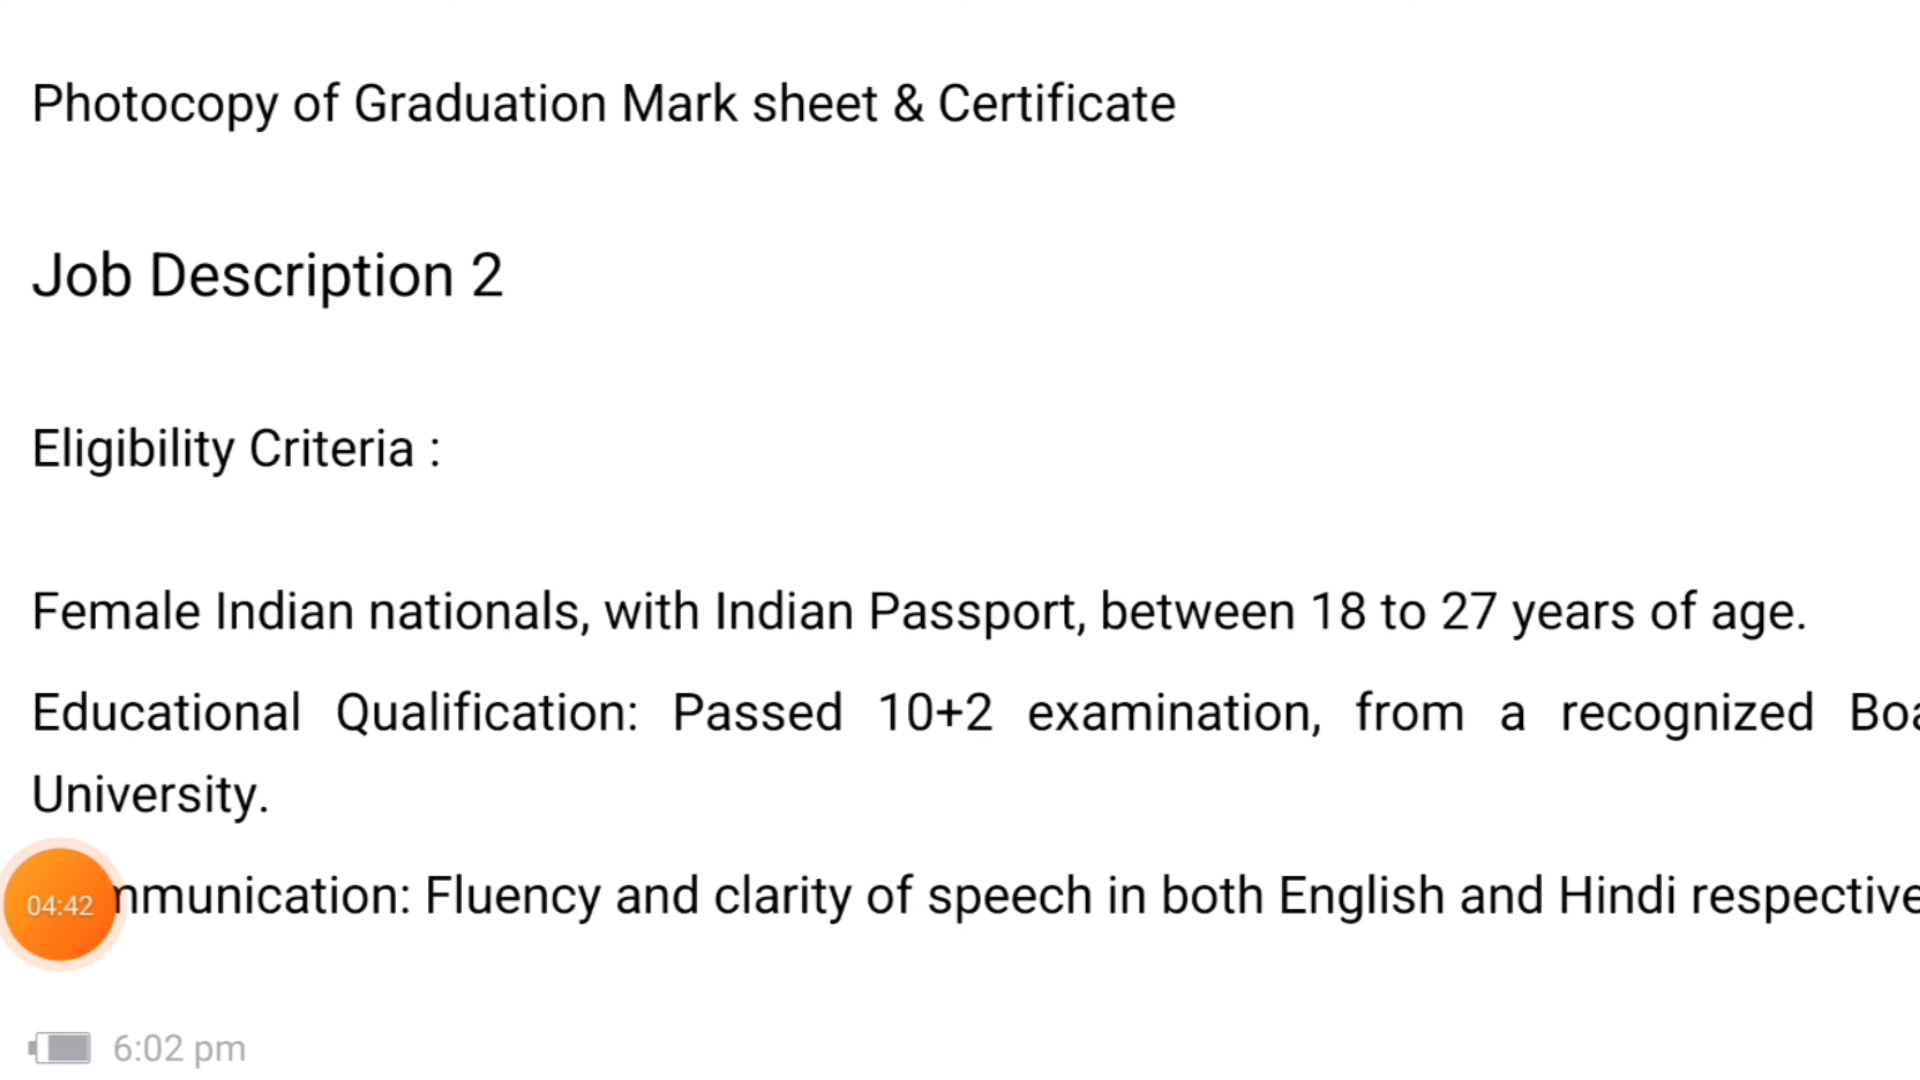 Photocopy of Graduation Mark sheet & Certificate
Job Description 2
Eligibility Criteria :
Female Indian nationals, with Indian Passport, between 18 to 27 years of age.
Educational Qualification: Passed 10+2 examination, from a recognized
University.
Fluency and clarity of speech in both English and Hindi
04:42
6:02 pm